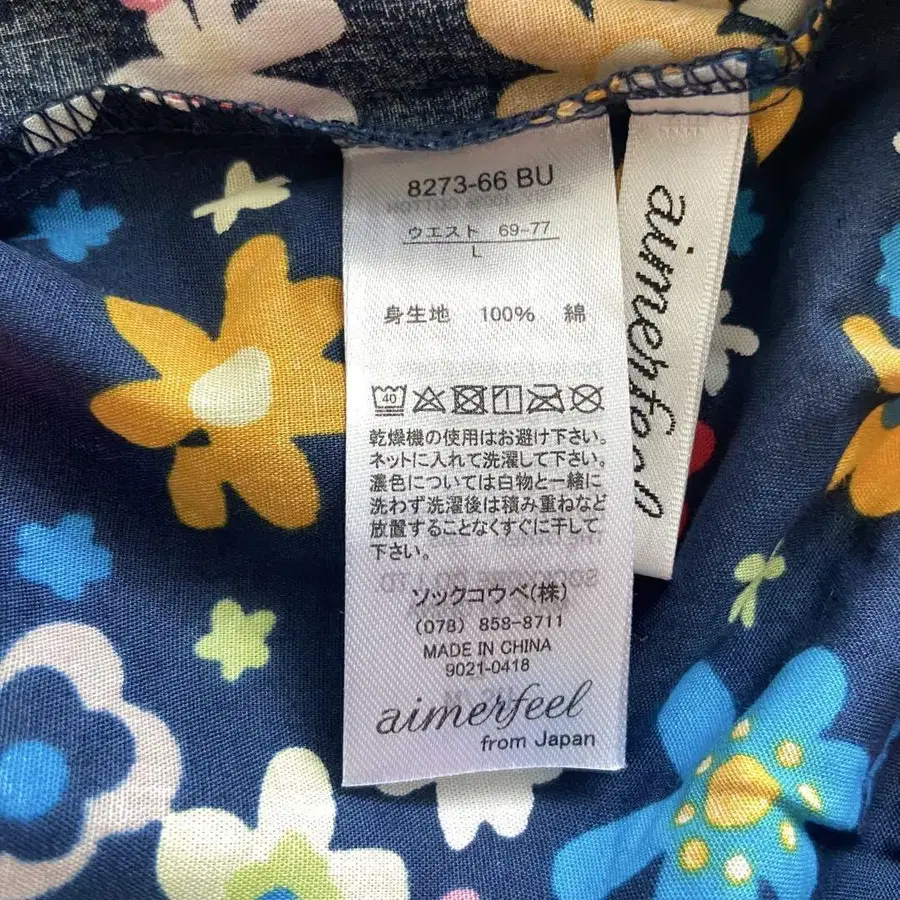 8273-66 BU
ウエスト 69-77
L
身生地 100% 綿
40
乾燥機の使用はお避け下さい。
ネットに入れて洗濯して下さい。
濃色については白物と一緒に
洗わず洗濯後は積み重ねなど
放置することなくすぐに干して
下さい。
ソックコウベ(株)
(078) 858-8711
MADE IN CHINA
9021-0418
aimerfeel
from Japan
aimerfeel